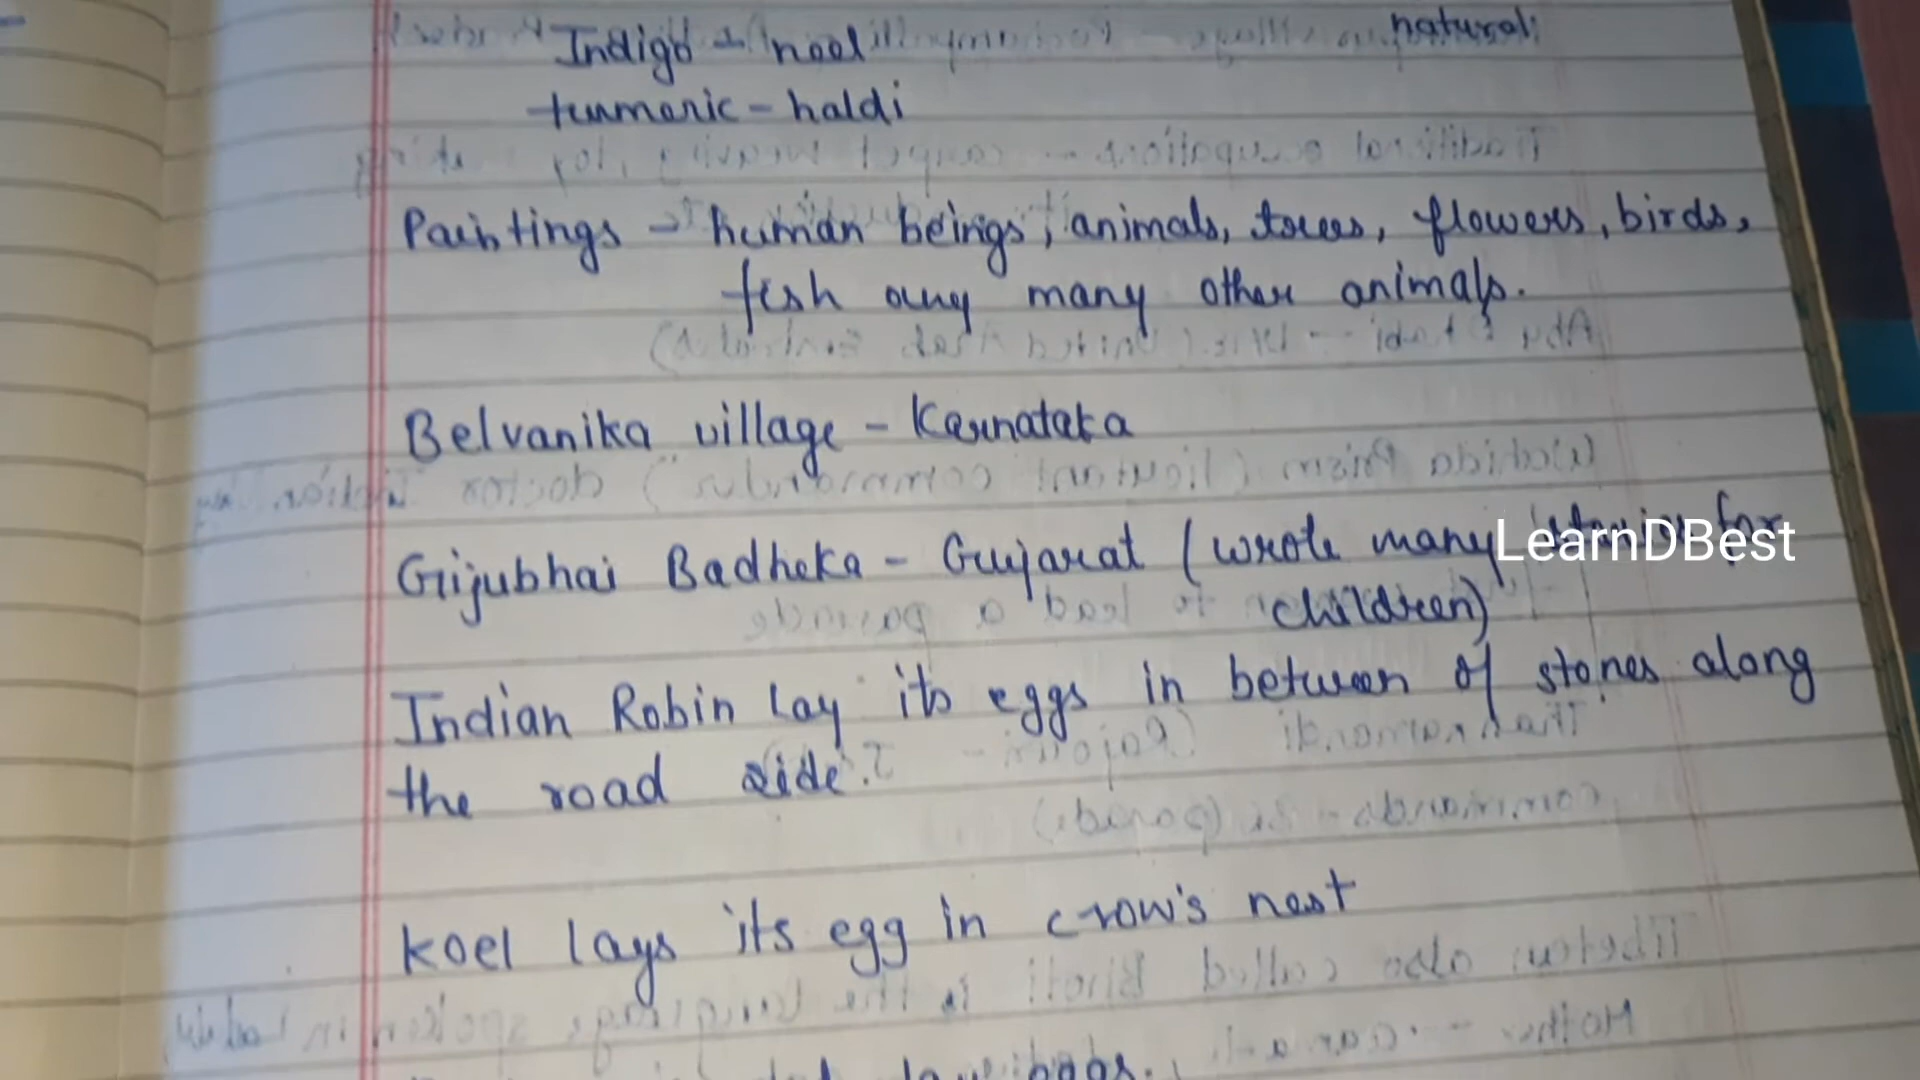 Indigo - neel natural
turmeric - haldi
Paintings - human beings, animals, trees, flowers, birds,
fish any many other animals.
Belvanika village - Karnataka
Gijubhai Badheka - Gujarat (wrote many stories for
LearnDBest
children)
Indian Robin lay its eggs in between of stones along
the road side.
Koel lays its egg in crow's nest